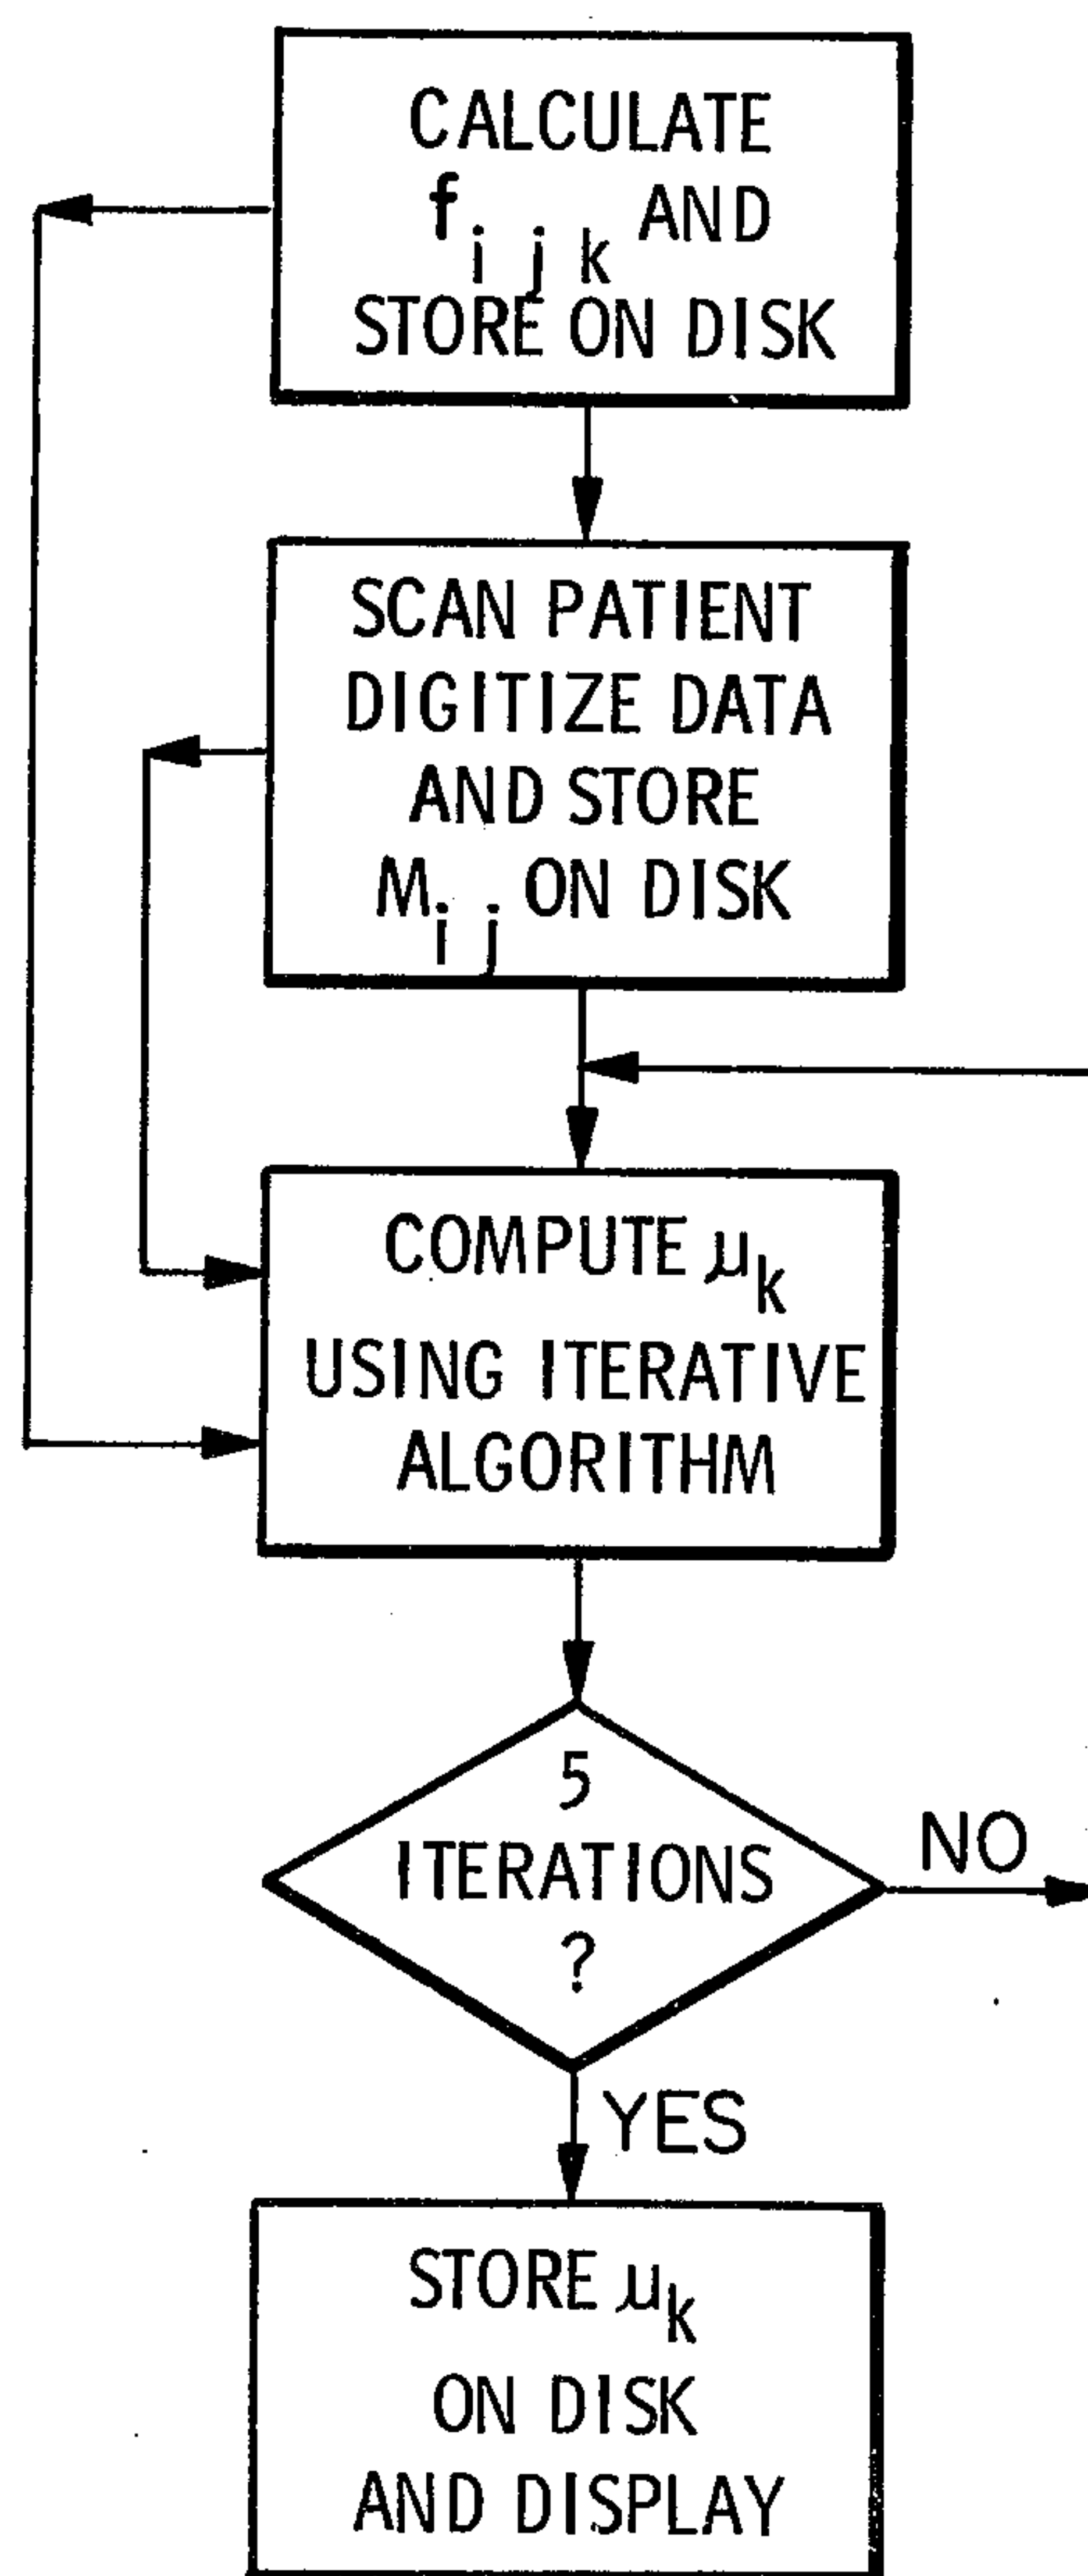 CALCULATE
f i j k AND
STORE ON DISK
SCAN PATIENT
DIGITIZE DATA
AND STORE
M i j ON DISK
COMPUTE μk
USING ITERATIVE
ALGORITHM
5
ITERATIONS
?
NO
YES
STORE μk
ON DISK
AND DISPLAY